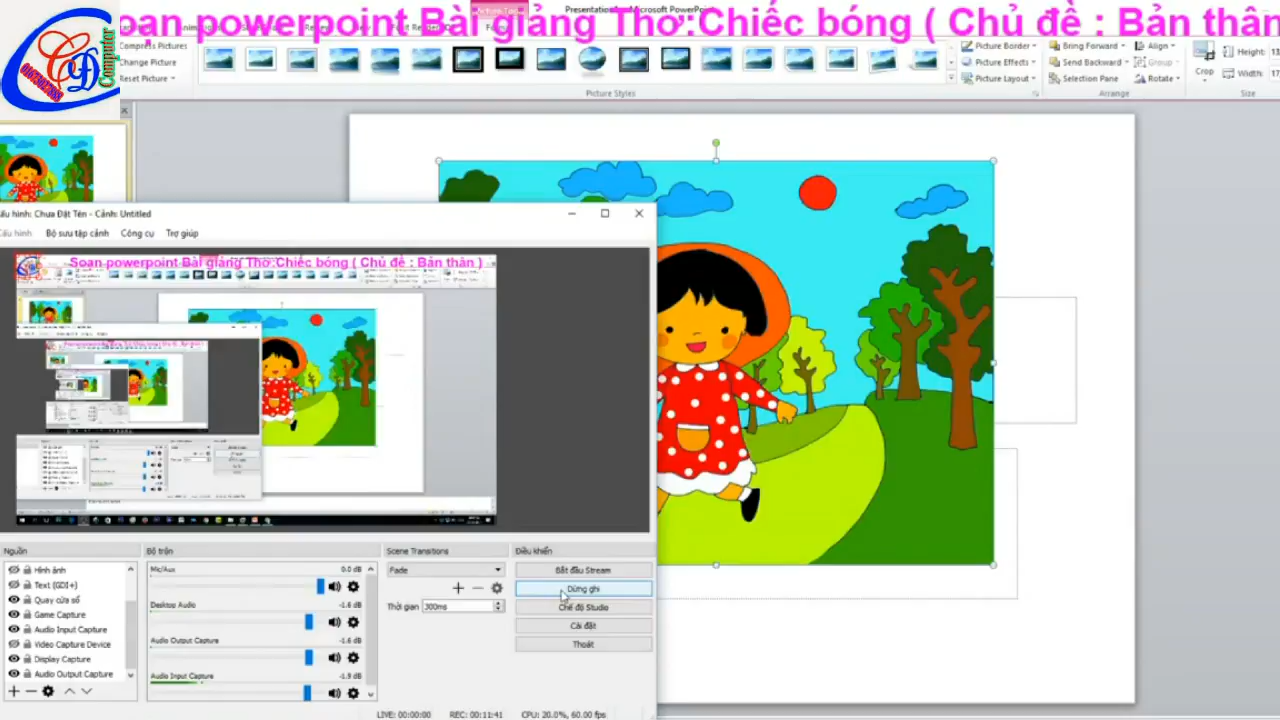 Soan powerpoint Bài giảng Thơ:Chiếc bóng ( Chủ đề : Bản thân
Compress Pictures
Change Picture
Reset Picture
Picture Border
Picture Effects
Picture Layout
Picture Styles
Bring Forward
Send Backward
Selection Pane
Align
Group
Rotate
Arrange
Crop
Height:
Width:
Size
CD Computer
Cấu hình: Chưa Đặt Tên - Cảnh: Untitled
Cấu hình
Bộ sưu tập cảnh
Công cụ
Trợ giúp
Soan powerpoint Bài giảng Thơ:Chiếc bóng ( Chủ đề : Bản thân )
Nguồn
Hình ảnh
Text (GDI+)
Quay cửa sổ
Game Capture
Audio Input Capture
Video Capture Device
Display Capture
Audio Output Capture
Bộ trộn
Mic/Aux 0.0 dB
Desktop Audio -1.6 dB
Audio Output Capture -1.6 dB
Audio Input Capture -1.9 dB
Scene Transitions
Fade
Thời gian 300ms
Điều khiển
Bắt đầu Stream
Dừng ghi
Chế độ Studio
Cài đặt
Thoát
LIVE: 00:00:00 REC: 00:11:41 CPU: 20.0%, 60.00 fps